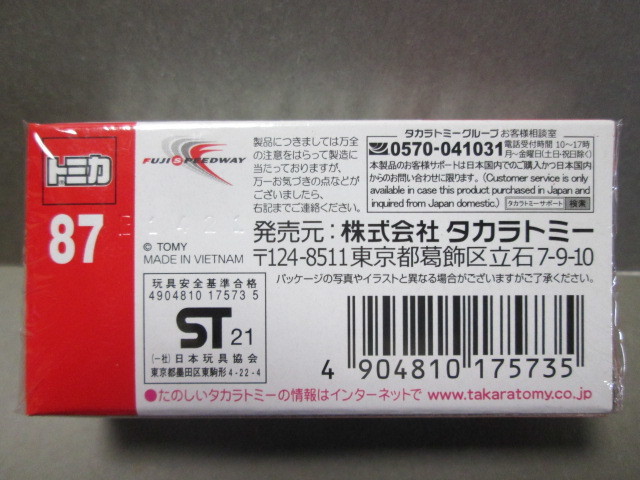 トミカ
87
FUJI SPEEDWAY
© TOMY
MADE IN VIETNAM
製品につきましては万全
の注意をはらって製造に
当たっておりますが、
万一お気づきの点などが
ございましたら、
右記までご連絡ください。
タカラトミーグループ お客様相談室
0570-041031
電話受付時間 10〜17時
月〜金曜日(土・日・祝日除く)
本製品のお客様サポートは日本国内でのご購入かつ日本国内
からのお問い合わせに限ります。(Customer service is only
available in case this product purchased in Japan and
inquired from Japan domestic.)
タカラトミーサポート 検索
発売元:株式会社 タカラトミー
〒124-8511東京都葛飾区立石7-9-10
パッケージの写真やイラストと異なる場合がございますがご了承ください。
玩具安全基準合格
4904810 17573 5
ST 21
(一社)日本玩具協会
東京都墨田区東駒形4-22-4
4 904810 175735
●たのしいタカラトミーの情報はインターネットで www.takaratomy.co.jp